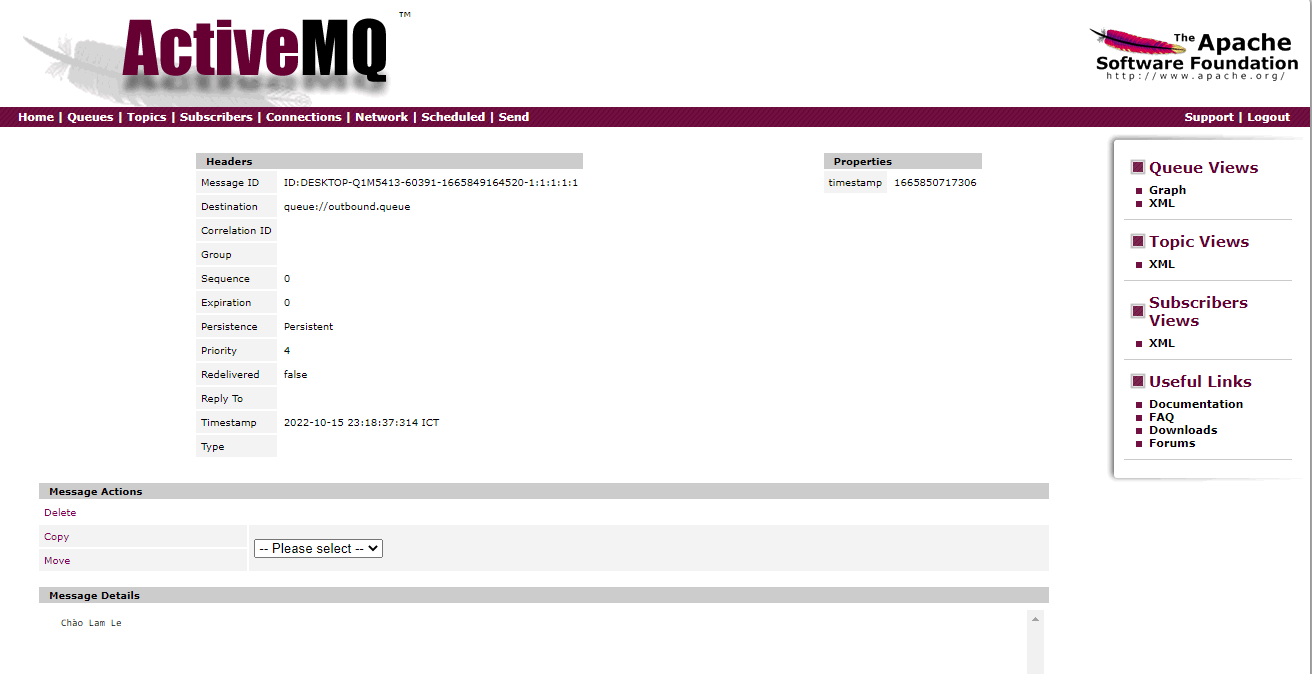 ActiveMQ ™
The Apache
Software Foundation
http://www.apache.org/
Home | Queues | Topics | Subscribers | Connections | Network | Scheduled | Send
Support | Logout
Headers
Message ID ID:DESKTOP-Q1M5413-60391-1665849164520-1:1:1:1:1
Destination queue://outbound.queue
Correlation ID
Group
Sequence 0
Expiration 0
Persistence Persistent
Priority 4
Redelivered false
Reply To
Timestamp 2022-10-15 23:18:37:314 ICT
Type
Properties
timestamp 1665850717306
Message Actions
Delete
Copy
Move
-- Please select --
Message Details
Chào Lam Le
Queue Views
Graph
XML
Topic Views
XML
Subscribers
Views
XML
Useful Links
Documentation
FAQ
Downloads
Forums